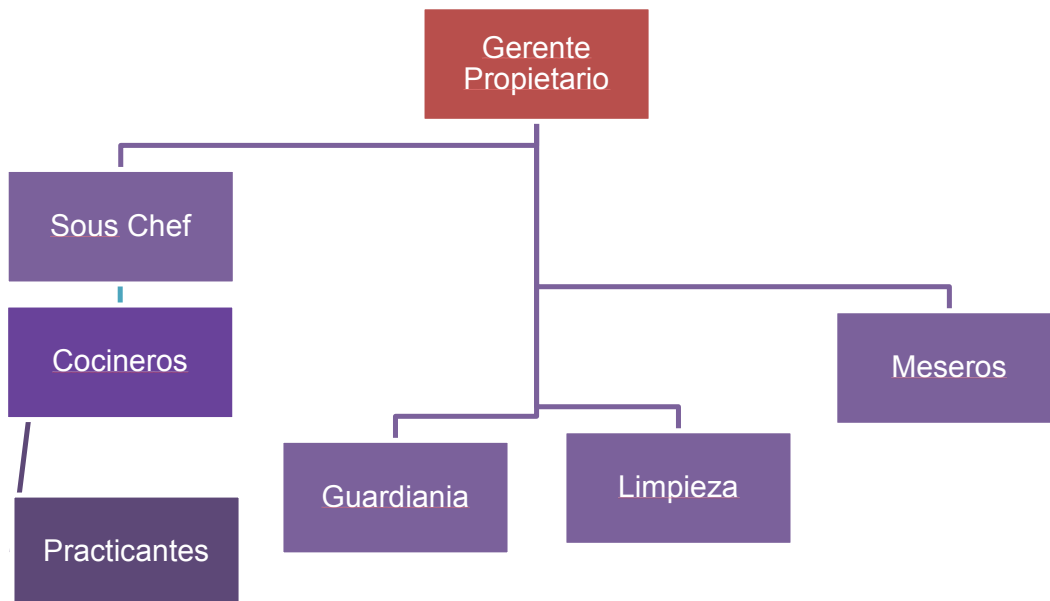 Gerente
Propietario
Sous Chef
Cocineros
Meseros
Guardiania
Limpieza
Practicantes